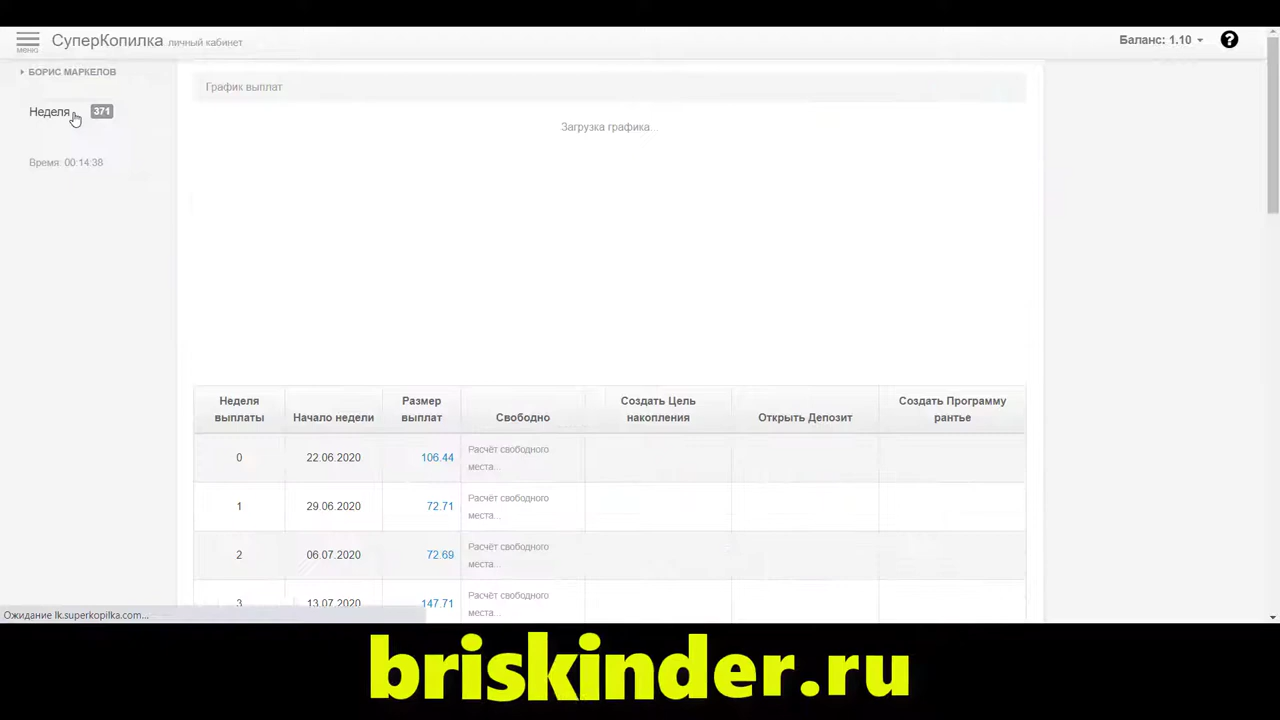 меню СуперКопилка личный кабинет Баланс: 1.10 ?
БОРИС МАРКЕЛОВ
Неделя 371
Время: 00:14:38
График выплат
Загрузка графика...
Неделя выплаты Начало недели Размер выплат Свободно Создать Цель накопления Открыть Депозит Создать Программу рантье
0 22.06.2020 106.44 Расчёт свободного места...
1 29.06.2020 72.71 Расчёт свободного места...
2 06.07.2020 72.69 Расчёт свободного места...
3 13.07.2020 147.71 Расчёт свободного места...
Ожидание lk.superkopilka.com...
briskinder.ru